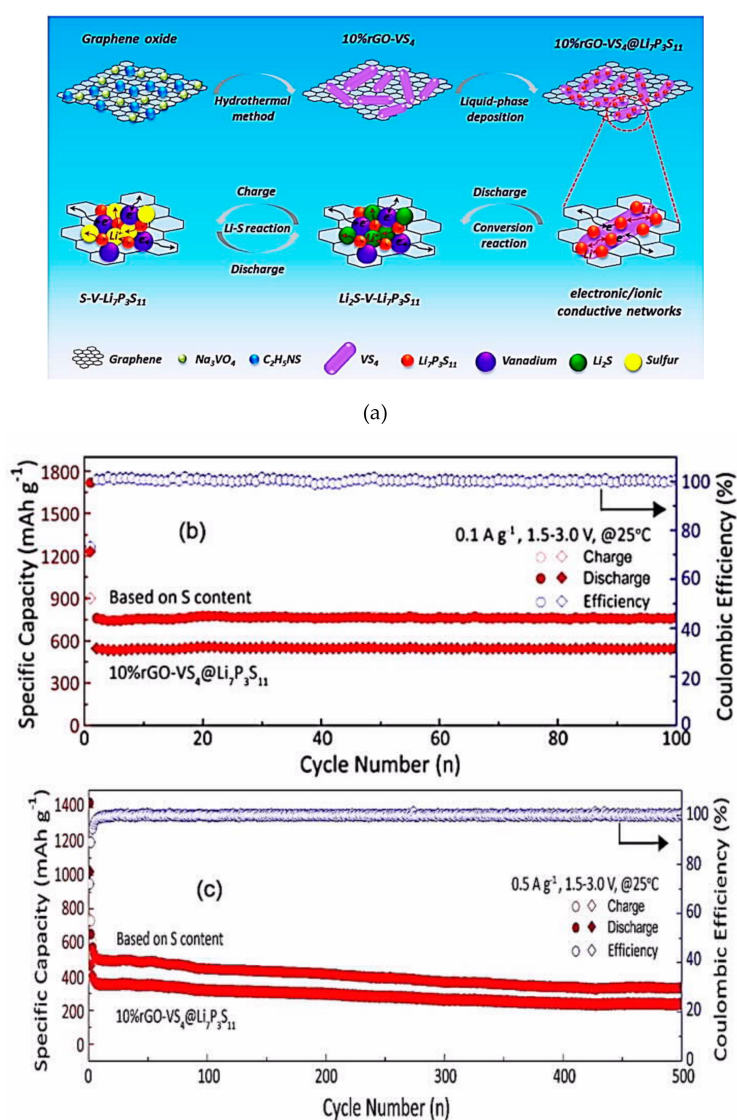 Graphene oxide
10%rGO-VS₄
10%rGO-VS₄@Li₇P₃S₁₁
Hydrothermal
method
Liquid-phase
deposition
Charge
Li-S reaction
Discharge
Discharge
Conversion
reaction
e⁻
Li⁺
S-V-Li₇P₃S₁₁
Li₂S-V-Li₇P₃S₁₁
electronic/ionic
conductive networks
Graphene
Na₃VO₄
C₂H₅NS
VS₄
Li₇P₃S₁₁
Vanadium
Li₂S
Sulfur
(a)
Specific Capacity (mAh g⁻¹)
1800
1500
1200
900
600
300
0
(b)
0.1 A g⁻¹, 1.5-3.0 V, @25°C
Charge
Discharge
Efficiency
Based on S content
10%rGO-VS₄@Li₇P₃S₁₁
100
80
60
40
20
0
Coulombic Efficiency (%)
0 20 40 60 80 100
Cycle Number (n)
Specific Capacity (mAh g⁻¹)
1400
1200
1000
800
600
400
200
0
(c)
0.5 A g⁻¹, 1.5-3.0 V, @25°C
Charge
Discharge
Efficiency
Based on S content
10%rGO-VS₄@Li₇P₃S₁₁
100
80
60
40
20
0
Coulombic Efficiency (%)
0 100 200 300 400 500
Cycle Number (n)